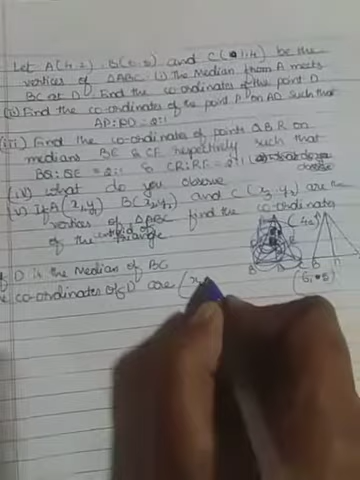 Let A(4,2), B(6,5) and C(1,4) be the
vertices of △ABC. (i) The Median from A meets
BC at D. Find the co-ordinates of the point D
(ii) Find the co-ordinates of the point P on AD such that
AP:PD = 2:1
(iii) Find the co-ordinates of points Q & R on
medians BE & CF respectively such that
BQ:QE = 2:1 & CR:RF = 2:1
(iv) What do you observe
(v) If A(x,y) B(x2,y2) and C(x3,y3) are the
vertices of △ABC find the co-ordinates
of the centroid of
triangle
D is the Median of BC
co-ordinates of D are (x
(4,2)
B D C B D
(6,5)